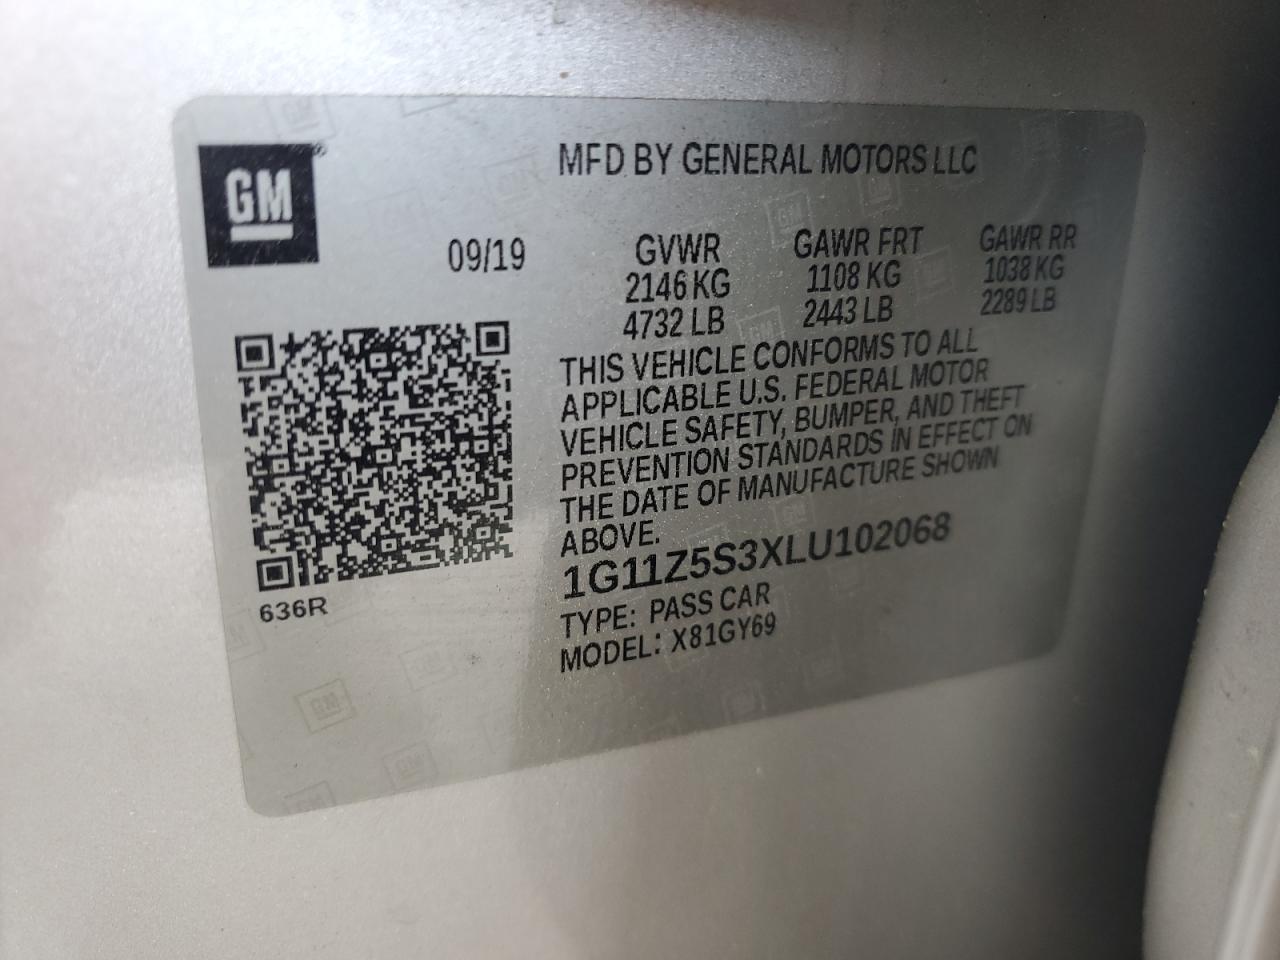 GM
MFD BY GENERAL MOTORS LLC
09/19 GVWR GAWR FRT GAWR RR
2146 KG 1108 KG 1038 KG
4732 LB 2443 LB 2289 LB
THIS VEHICLE CONFORMS TO ALL
APPLICABLE U.S. FEDERAL MOTOR
VEHICLE SAFETY, BUMPER, AND THEFT
PREVENTION STANDARDS IN EFFECT ON
THE DATE OF MANUFACTURE SHOWN
ABOVE.
1G11Z5S3XLU102068
TYPE: PASS CAR
MODEL: X81GY69
636R